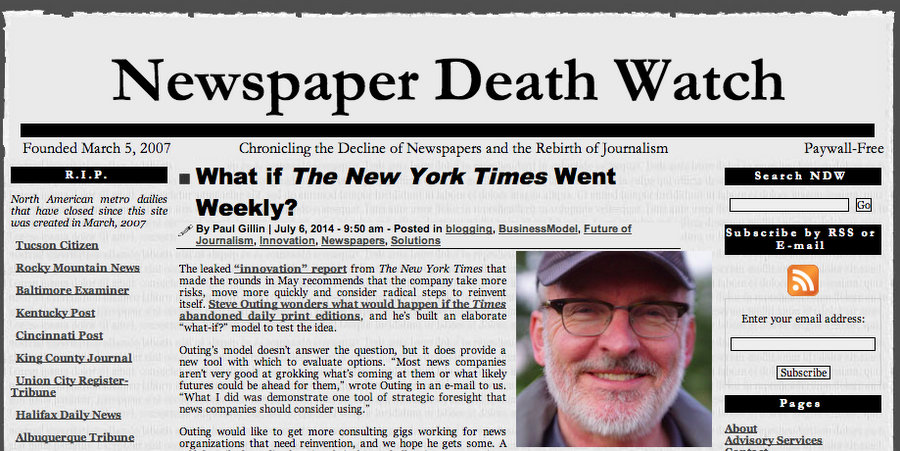 Newspaper Death Watch
Founded March 5, 2007
Chronicling the Decline of Newspapers and the Rebirth of Journalism
Paywall-Free
R.I.P.
North American metro dailies
that have closed since this site
was created in March, 2007
Tucson Citizen
Rocky Mountain News
Baltimore Examiner
Kentucky Post
Cincinnati Post
King County Journal
Union City Register-
Tribune
Halifax Daily News
Albuquerque Tribune
What if The New York Times Went
Weekly?
By Paul Gillin | July 6, 2014 - 9:50 am - Posted in blogging, BusinessModel, Future of
Journalism, Innovation, Newspapers, Solutions
The leaked “innovation” report from The New York Times that
made the rounds in May recommends that the company take more
risks, move more quickly and consider radical steps to reinvent
itself. Steve Outing wonders what would happen if the Times
abandoned daily print editions, and he’s built an elaborate
“what-if?” model to test the idea.
Outing’s model doesn’t answer the question, but it does provide
a new tool with which to evaluate options. “Most news companies
aren’t very good at grokking what’s coming at them or what likely
futures could be ahead for them,” wrote Outing in an e-mail to us.
“What I did was demonstrate one tool of strategic foresight that
news companies should consider using.”
Outing would like to get more consulting gigs working for news
organizations that need reinvention, and we hope he gets some. A
Search NDW
Go
Subscribe by RSS or
E-mail
Enter your email address:
Subscribe
Pages
About
Advisory Services
Contact